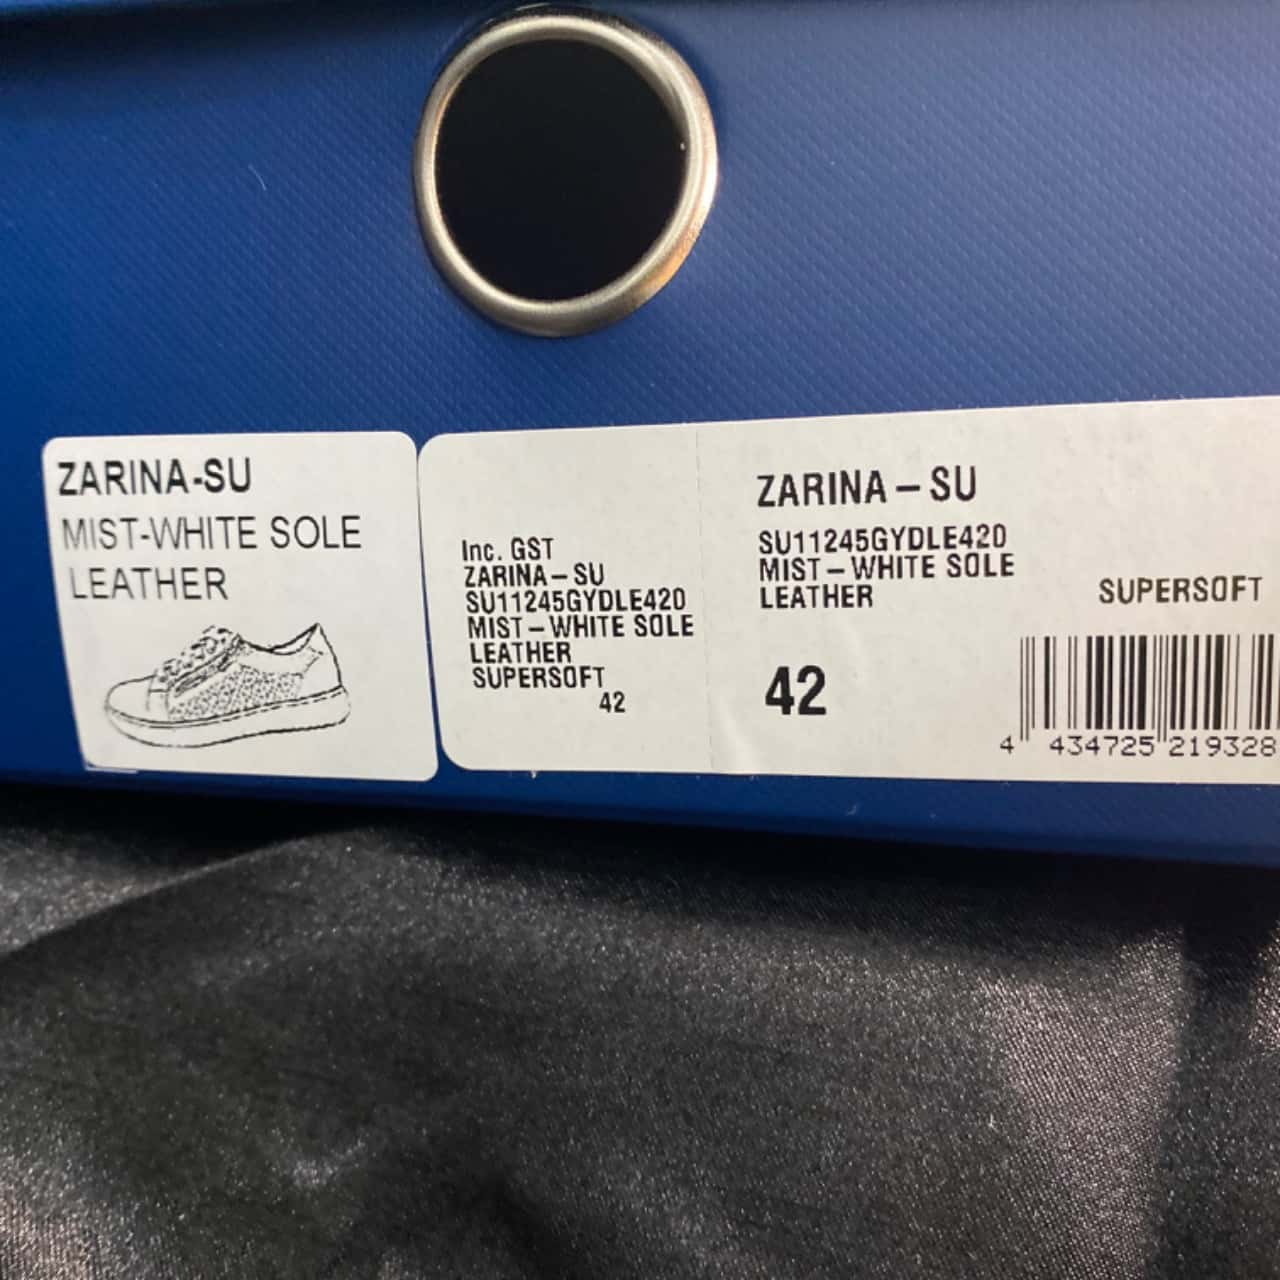 ZARINA-SU
MIST-WHITE SOLE
LEATHER
Inc. GST
ZARINA-SU
SU11245GYDLE420
MIST-WHITE SOLE
LEATHER
SUPERSOFT
42
ZARINA - SU
SU11245GYDLE420
MIST-WHITE SOLE
LEATHER
SUPERSOFT
42
4 434725 219328